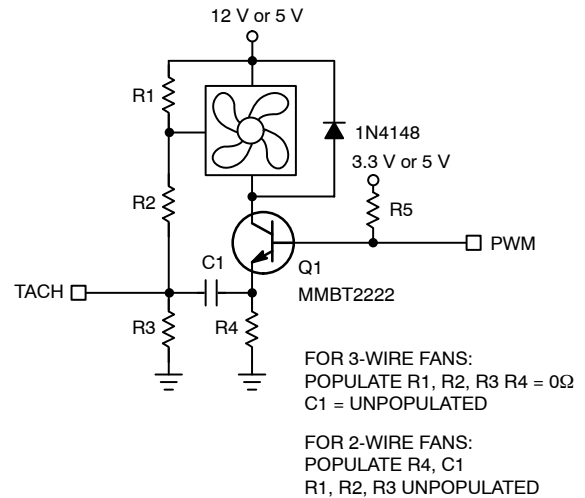 12 V or 5 V
R1
1N4148
3.3 V or 5 V
R2
R5
PWM
C1
Q1
TACH
MMBT2222
R3
R4
FOR 3-WIRE FANS:
POPULATE R1, R2, R3 R4 = 0Ω
C1 = UNPOPULATED
FOR 2-WIRE FANS:
POPULATE R4, C1
R1, R2, R3 UNPOPULATED